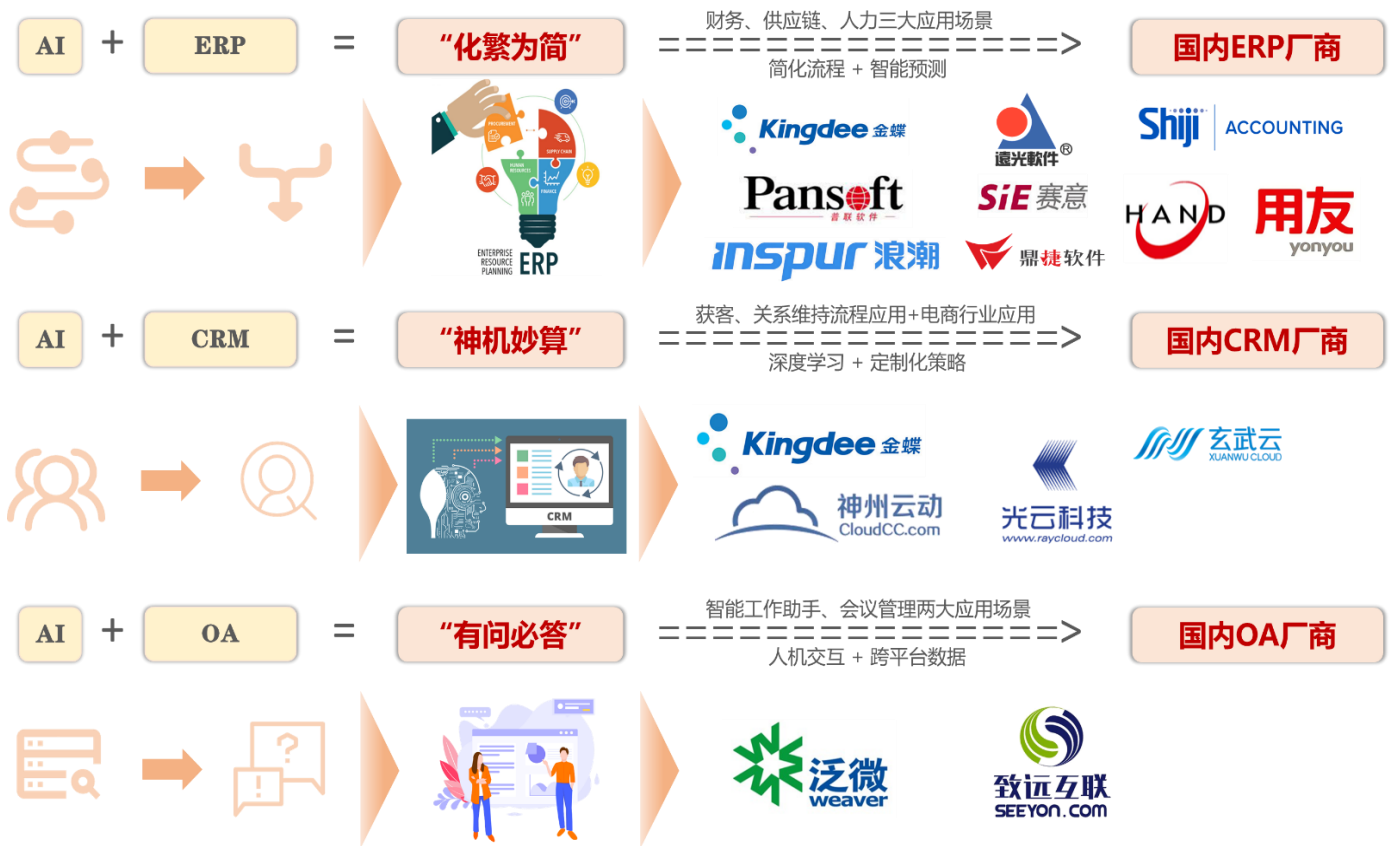 AI + ERP = “化繁为简” 财务、供应链、人力三大应用场景 国内ERP厂商
简化流程 + 智能预测
PROCUREMENT
SUPPLY CHAIN
HUMAN RESOURCES
FINANCE
ENTERPRISE
RESOURCE
PLANNING
ERP
Kingdee 金蝶
遠光軟件®
Shiji ACCOUNTING
Pansoft
普联软件
SiE 赛意
HAND
用友
yonyou
inspur 浪潮
鼎捷软件
AI + CRM = “神机妙算” 获客、关系维持流程应用+电商行业应用 国内CRM厂商
深度学习 + 定制化策略
CRM
Kingdee 金蝶
玄武云
XUANWU CLOUD
神州云动
CloudCC.com
光云科技
www.raycloud.com
AI + OA = “有问必答” 智能工作助手、会议管理两大应用场景 国内OA厂商
人机交互 + 跨平台数据
?
!
泛微
weaver
致远互联
SEEYON.COM